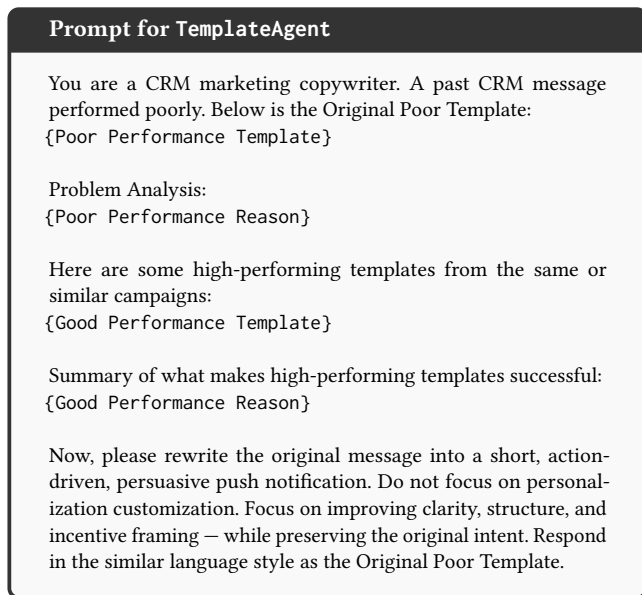 Prompt for TemplateAgent
You are a CRM marketing copywriter. A past CRM message
performed poorly. Below is the Original Poor Template:
{Poor Performance Template}
Problem Analysis:
{Poor Performance Reason}
Here are some high-performing templates from the same or
similar campaigns:
{Good Performance Template}
Summary of what makes high-performing templates successful:
{Good Performance Reason}
Now, please rewrite the original message into a short, action-
driven, persuasive push notification. Do not focus on personal-
ization customization. Focus on improving clarity, structure, and
incentive framing — while preserving the original intent. Respond
in the similar language style as the Original Poor Template.